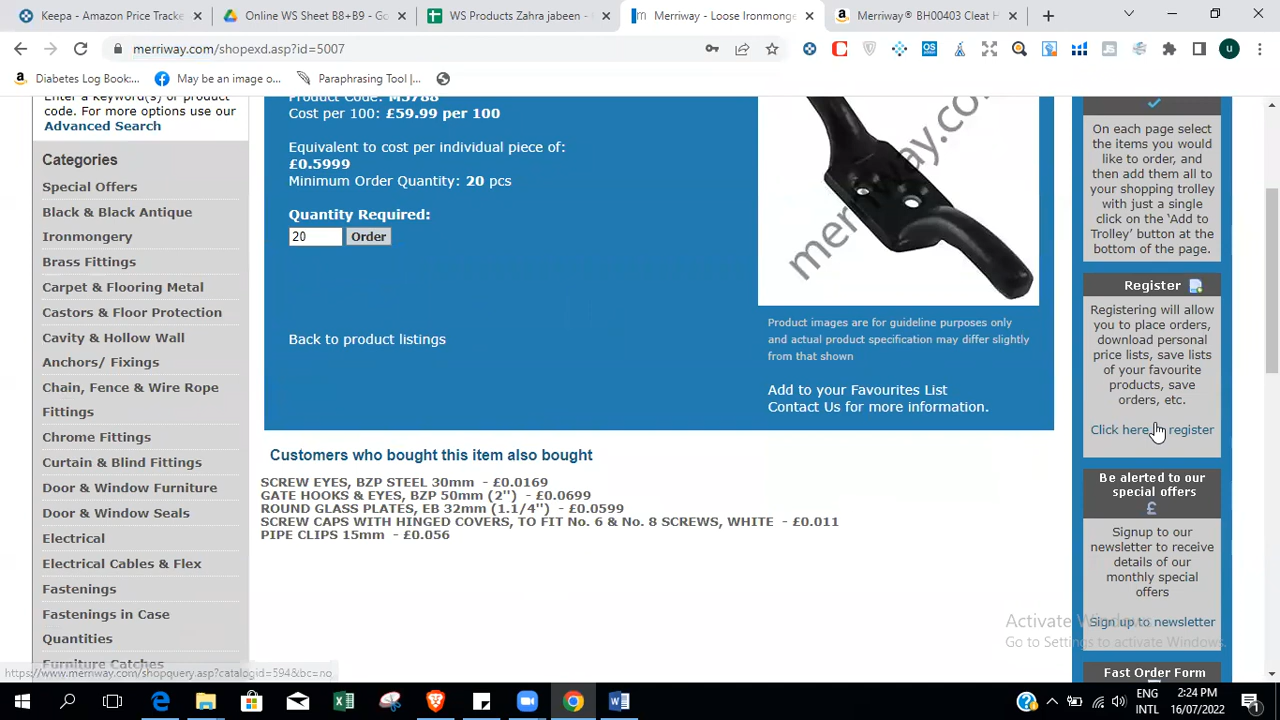 Keepa - Amazon Price Tracke
Online WS Sheet B8+B9 - Go
WS Products Zahra jabeen -
Merriway - Loose Ironmonge
Merriway® BH00403 Cleat H
merriway.com/shopexd.asp?id=5007
Diabetes Log Book:...
May be an image o...
Paraphrasing Tool |...
Enter a keyword(s) or product
code. For more options use our
Advanced Search
Categories
Special Offers
Black & Black Antique
Ironmongery
Brass Fittings
Carpet & Flooring Metal
Castors & Floor Protection
Cavity & Hollow Wall
Anchors/ Fixings
Chain, Fence & Wire Rope
Fittings
Chrome Fittings
Curtain & Blind Fittings
Door & Window Furniture
Door & Window Seals
Electrical
Electrical Cables & Flex
Fastenings
Fastenings in Case
Quantities
Furniture Catches
Product Code: M3788
Cost per 100: £59.99 per 100
Equivalent to cost per individual piece of:
£0.5999
Minimum Order Quantity: 20 pcs
Quantity Required:
20
Order
Back to product listings
merriway.co
Product images are for guideline purposes only
and actual product specification may differ slightly
from that shown
Add to your Favourites List
Contact Us for more information.
Customers who bought this item also bought
SCREW EYES, BZP STEEL 30mm - £0.0169
GATE HOOKS & EYES, BZP 50mm (2") - £0.0699
ROUND GLASS PLATES, EB 32mm (1.1/4") - £0.0599
SCREW CAPS WITH HINGED COVERS, TO FIT No. 6 & No. 8 SCREWS, WHITE - £0.011
PIPE CLIPS 15mm - £0.056
On each page select
the items you would
like to order, and
then add them all to
your shopping trolley
with just a single
click on the 'Add to
Trolley' button at the
bottom of the page.
Register
Registering will allow
you to place orders,
download personal
price lists, save lists
of your favourite
products, save
orders, etc.
Click here register
Be alerted to our
special offers
£
Signup to our
newsletter to receive
details of our
monthly special
offers
Sign up to newsletter
Fast Order Form
Activate Windows
Go to Settings to activate Windows.
https://www.merriway.com/shopquery.asp?catalogid=594&bc=no
ENG
INTL
2:24 PM
16/07/2022